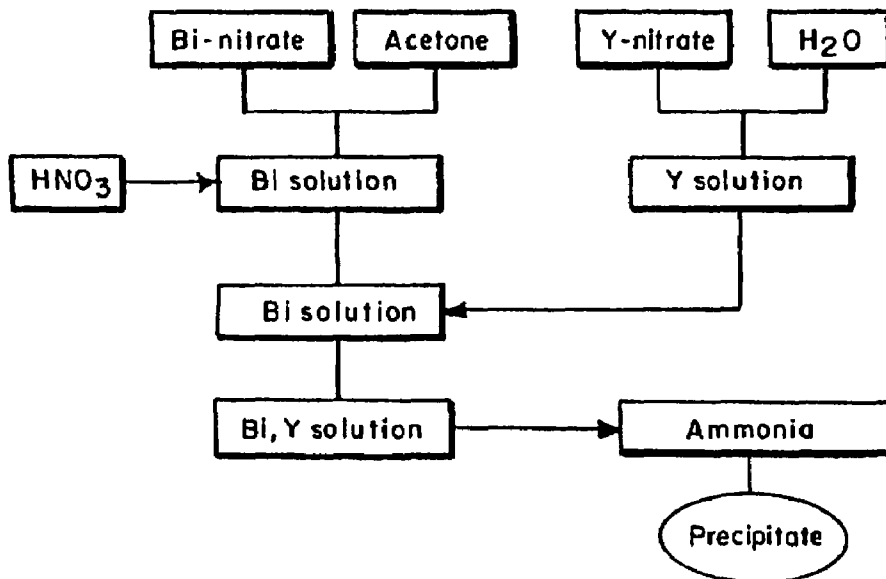 Bi-nitrate
Acetone
Y-nitrate
H2O
HNO3
Bi solution
Y solution
Bi solution
Bi, Y solution
Ammonia
Precipitate